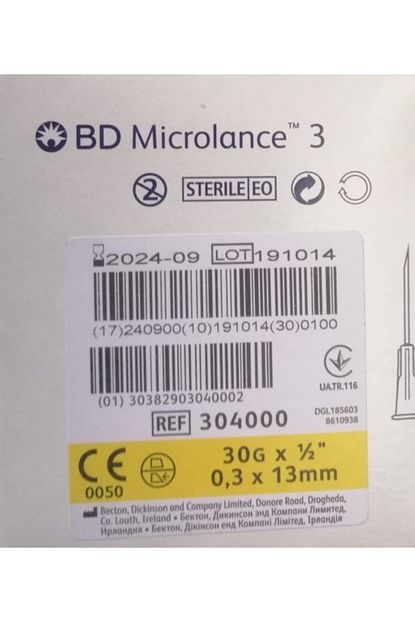 BD Microlance™ 3
2
STERILE EO
2024-09 LOT 191014
(17)240900(10)191014(30)0100
(01) 30382903040002
UA.TR.116
REF 304000
DGL185603
8610938
CE
0050
30G x ½"
0,3 x 13mm
Becton, Dickinson and Company Limited, Donore Road, Drogheda,
Co. Louth, Ireland • Бектон, Дикинсон энд Компани Лимитед,
Ирландия • Бектон, Дікінсон енд Компані Лімітед, Ірландія